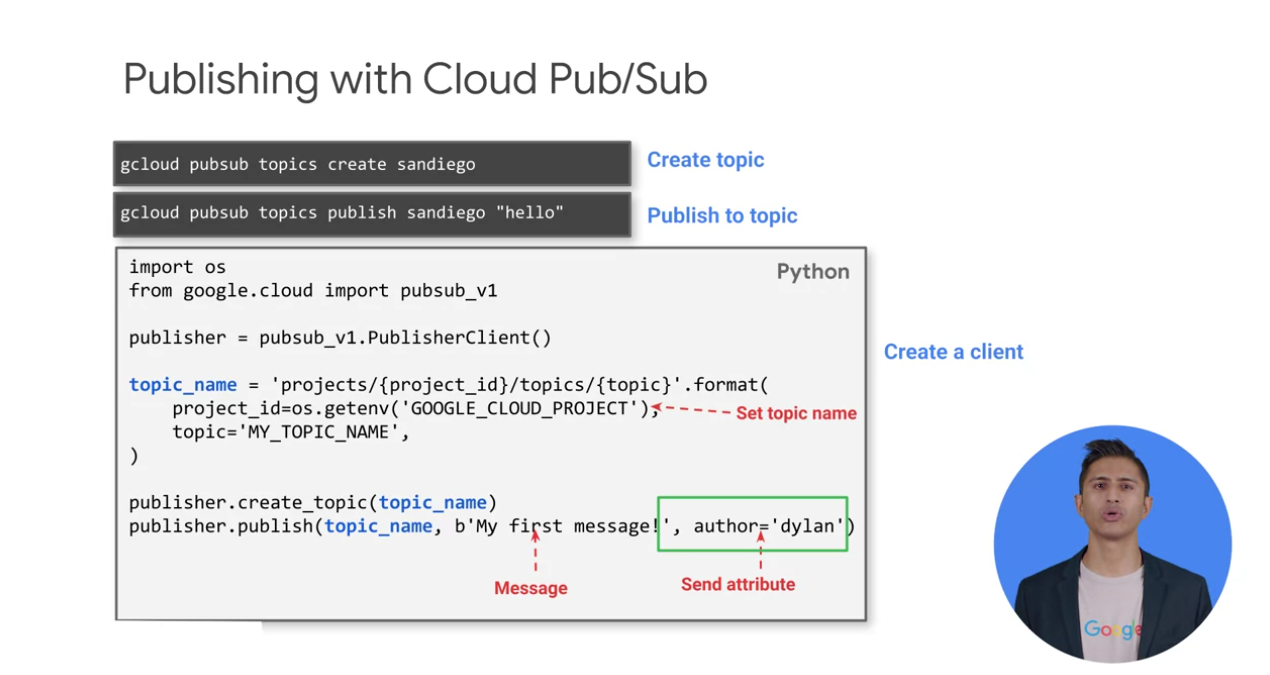 Publishing with Cloud Pub/Sub
gcloud pubsub topics create sandiego
Create topic
gcloud pubsub topics publish sandiego "hello"
Publish to topic
Python
import os
from google.cloud import pubsub_v1
publisher = pubsub_v1.PublisherClient()
Create a client
topic_name = 'projects/{project_id}/topics/{topic}'.format(
    project_id=os.getenv('GOOGLE_CLOUD_PROJECT'),
Set topic name
    topic='MY_TOPIC_NAME',
)
publisher.create_topic(topic_name)
publisher.publish(topic_name, b'My first message!', author='dylan')
Message
Send attribute
Google